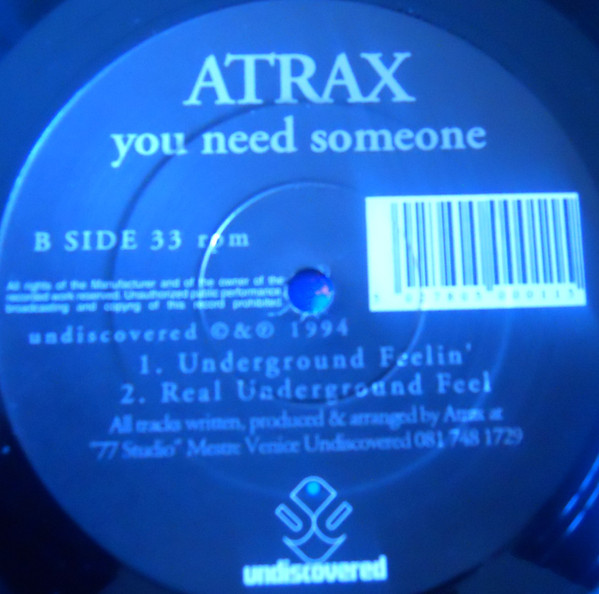 ATRAX
you need someone
B SIDE 33 rpm
All rights of the Manufacturer and of the owner of the
recorded work reserved. Unauthorized public performance
broadcasting and copying of this record prohibited.
undiscovered ©&℗ 1994
1. Underground Feelin'
2. Real Underground Feel
All tracks written, produced & arranged by Atrax at
"77 Studio" Mestre Venice Undiscovered 081 748 1729
undiscovered